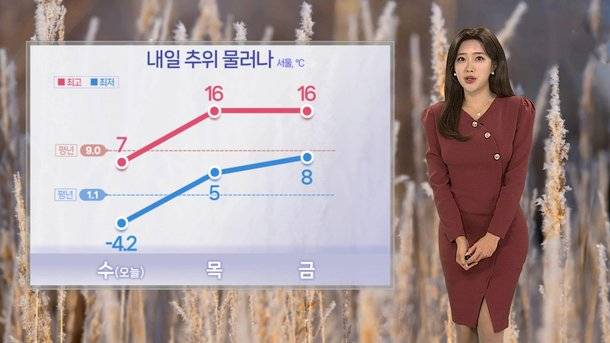 내일 추위 물러나 서울, ℃
최고 최저
16 16
7
평년 9.0
8
5
평년 1.1
-4.2
수(오늘) 목 금